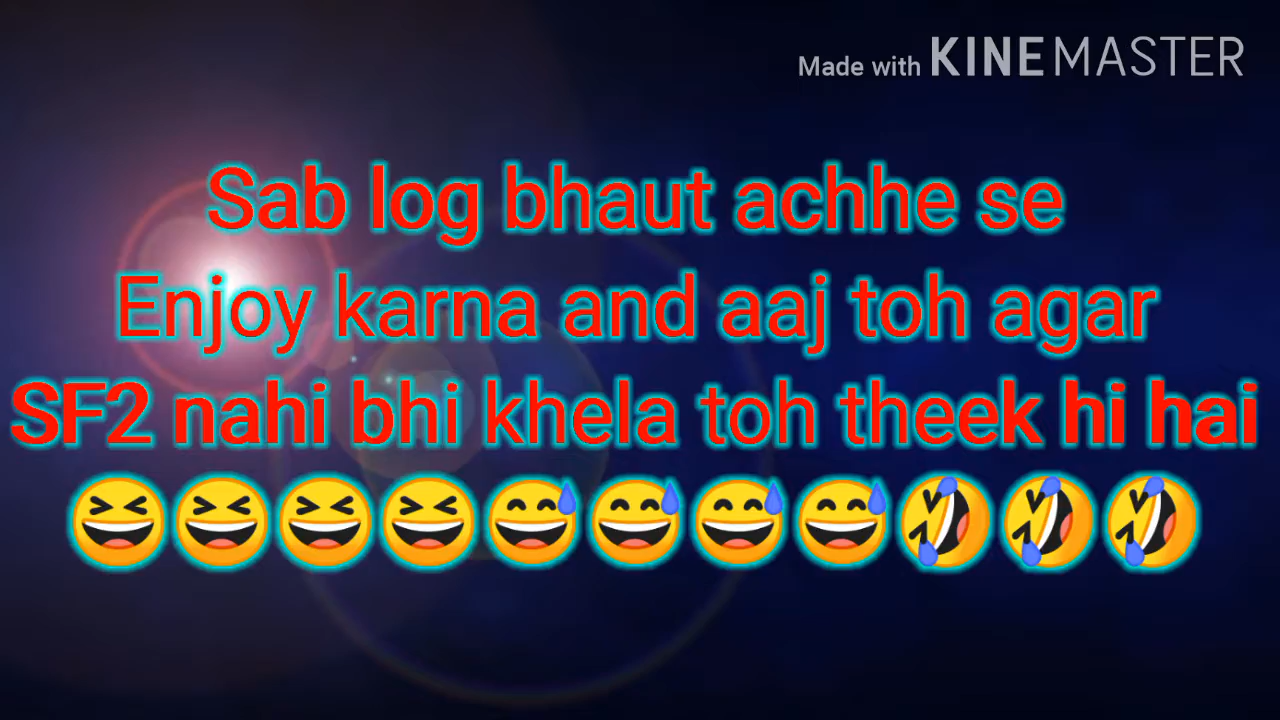 Made with KINEMASTER
Sab log bhaut achhe se
Enjoy karna and aaj toh agar
SF2 nahi bhi khela toh theek hi hai
😆😆😆😆😅😅😅😅🤣🤣🤣